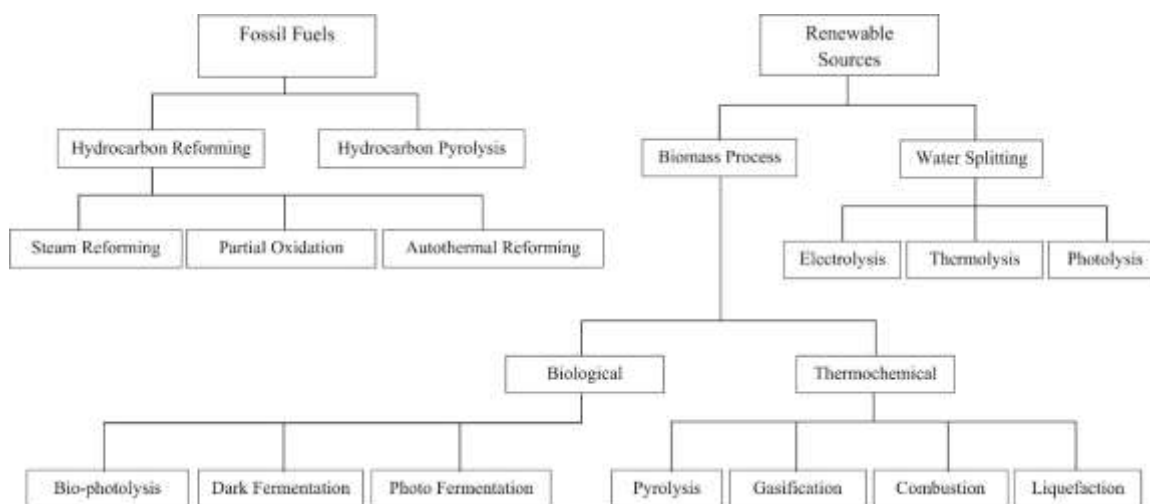 Fossil Fuels
Renewable
Sources
Hydrocarbon Reforming
Hydrocarbon Pyrolysis
Biomass Process
Water Splitting
Steam Reforming
Partial Oxidation
Autothermal Reforming
Electrolysis
Thermolysis
Photolysis
Biological
Thermochemical
Bio-photolysis
Dark Fermentation
Photo Fermentation
Pyrolysis
Gasification
Combustion
Liquefaction